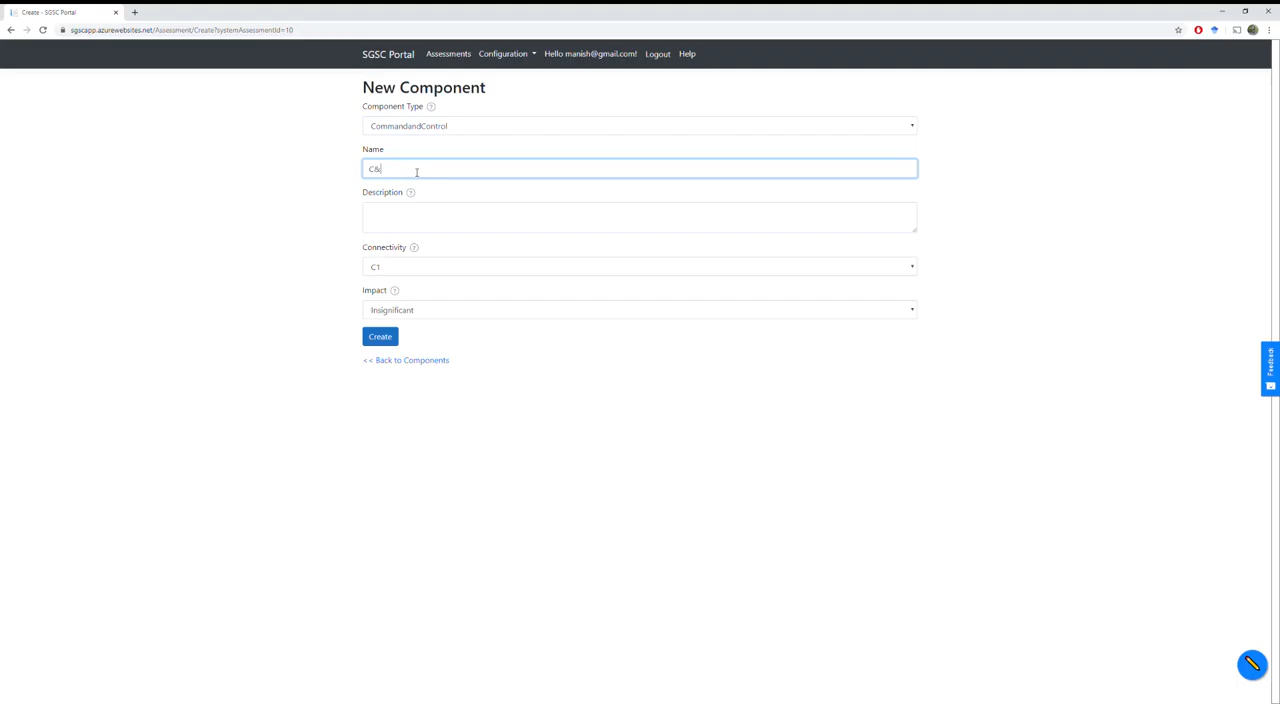 Create - SGSC Portal
sgscapp.azurewebsites.net/Assessment/Create?systemAssessmentId=10
SGSC Portal Assessments Configuration Hello manish@gmail.com! Logout Help
New Component
Component Type ?
CommandandControl
Name
C&
Description ?
Connectivity ?
C1
Impact ?
Insignificant
Create
<< Back to Components
Feedback